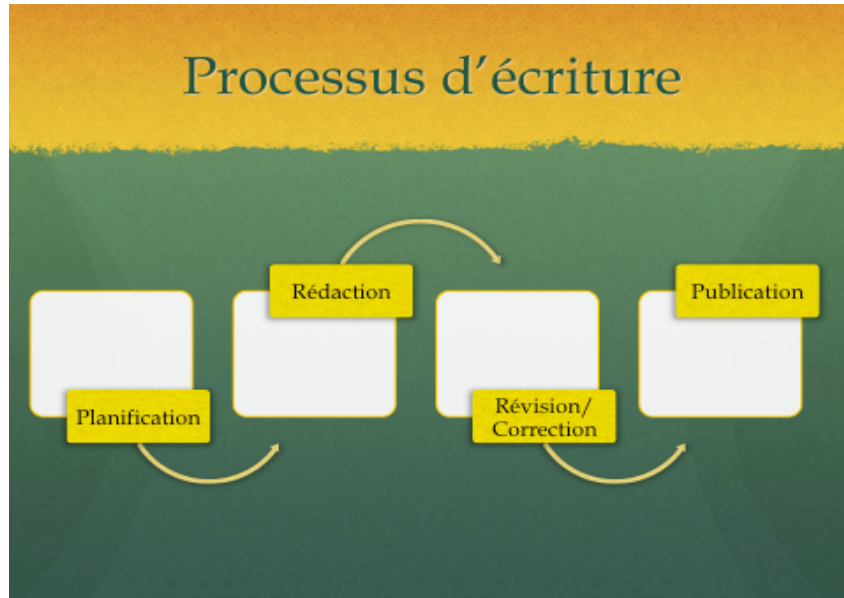 Processus d’écriture
Planification
Rédaction
Révision/
Correction
Publication